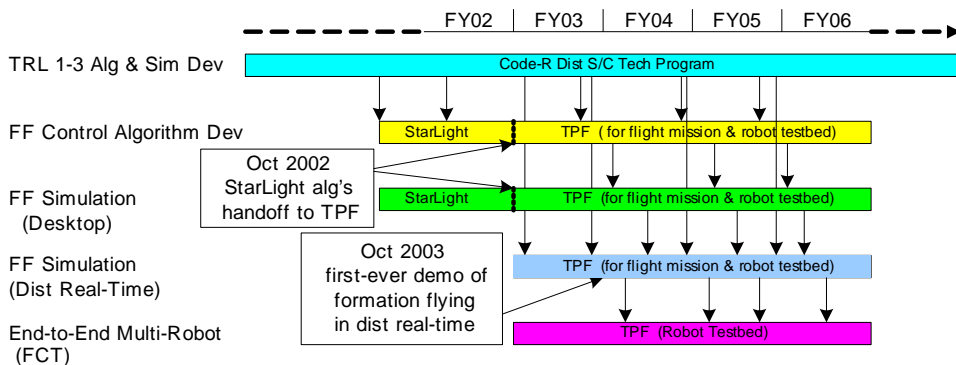 FY02 FY03 FY04 FY05 FY06
TRL 1-3 Alg & Sim Dev
Code-R Dist S/C Tech Program
FF Control Algorithm Dev
StarLight
TPF (for flight mission & robot testbed)
Oct 2002
StarLight alg's
handoff to TPF
FF Simulation
(Desktop)
StarLight
TPF (for flight mission & robot testbed)
Oct 2003
first-ever demo of
formation flying
in dist real-time
FF Simulation
(Dist Real-Time)
TPF (for flight mission & robot testbed)
End-to-End Multi-Robot
(FCT)
TPF (Robot Testbed)